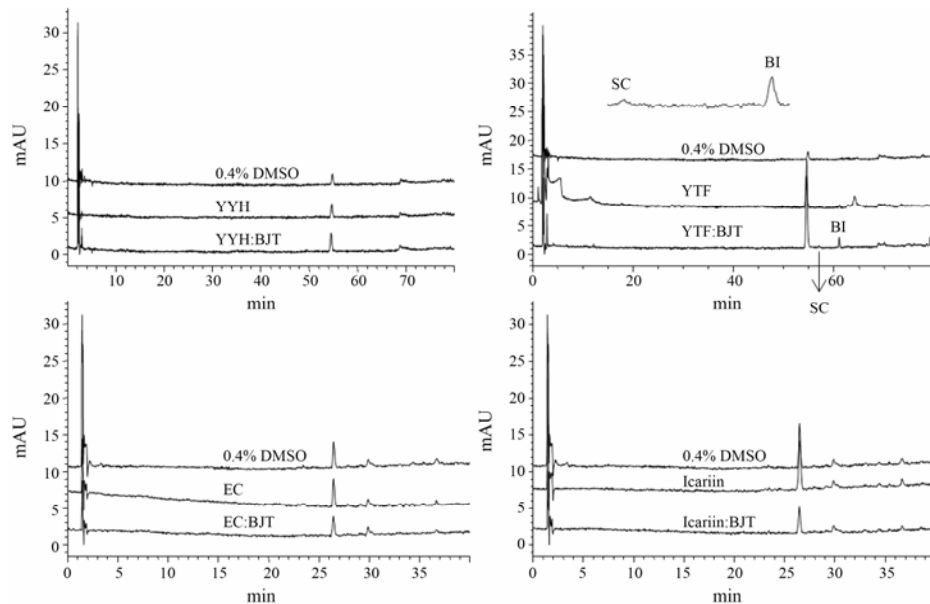 30
25
20
15
10
5
0
mAU
0.4% DMSO
YYH
YYH:BJT
0 10 20 30 40 50 60 70
min
40
35
30
25
20
15
10
5
0
mAU
SC
BI
0.4% DMSO
YTF
YTF:BJT
BI
0 20 40 60
min
SC
30
25
20
15
10
5
0
mAU
0.4% DMSO
EC
EC:BJT
0 5 10 15 20 25 30 35
min
30
25
20
15
10
5
0
mAU
0.4% DMSO
Icariin
Icariin:BJT
0 5 10 15 20 25 30 35
min